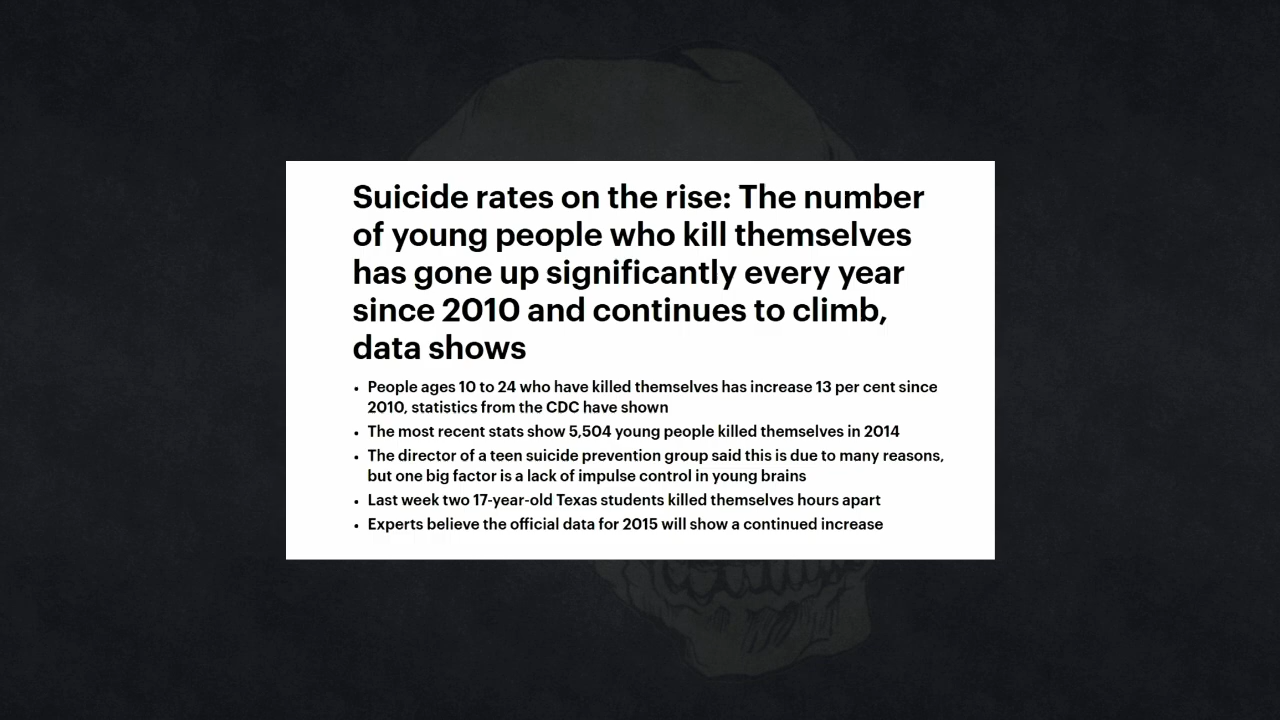 Suicide rates on the rise: The number
of young people who kill themselves
has gone up significantly every year
since 2010 and continues to climb,
data shows
• People ages 10 to 24 who have killed themselves has increase 13 per cent since
2010, statistics from the CDC have shown
• The most recent stats show 5,504 young people killed themselves in 2014
• The director of a teen suicide prevention group said this is due to many reasons,
but one big factor is a lack of impulse control in young brains
• Last week two 17-year-old Texas students killed themselves hours apart
• Experts believe the official data for 2015 will show a continued increase